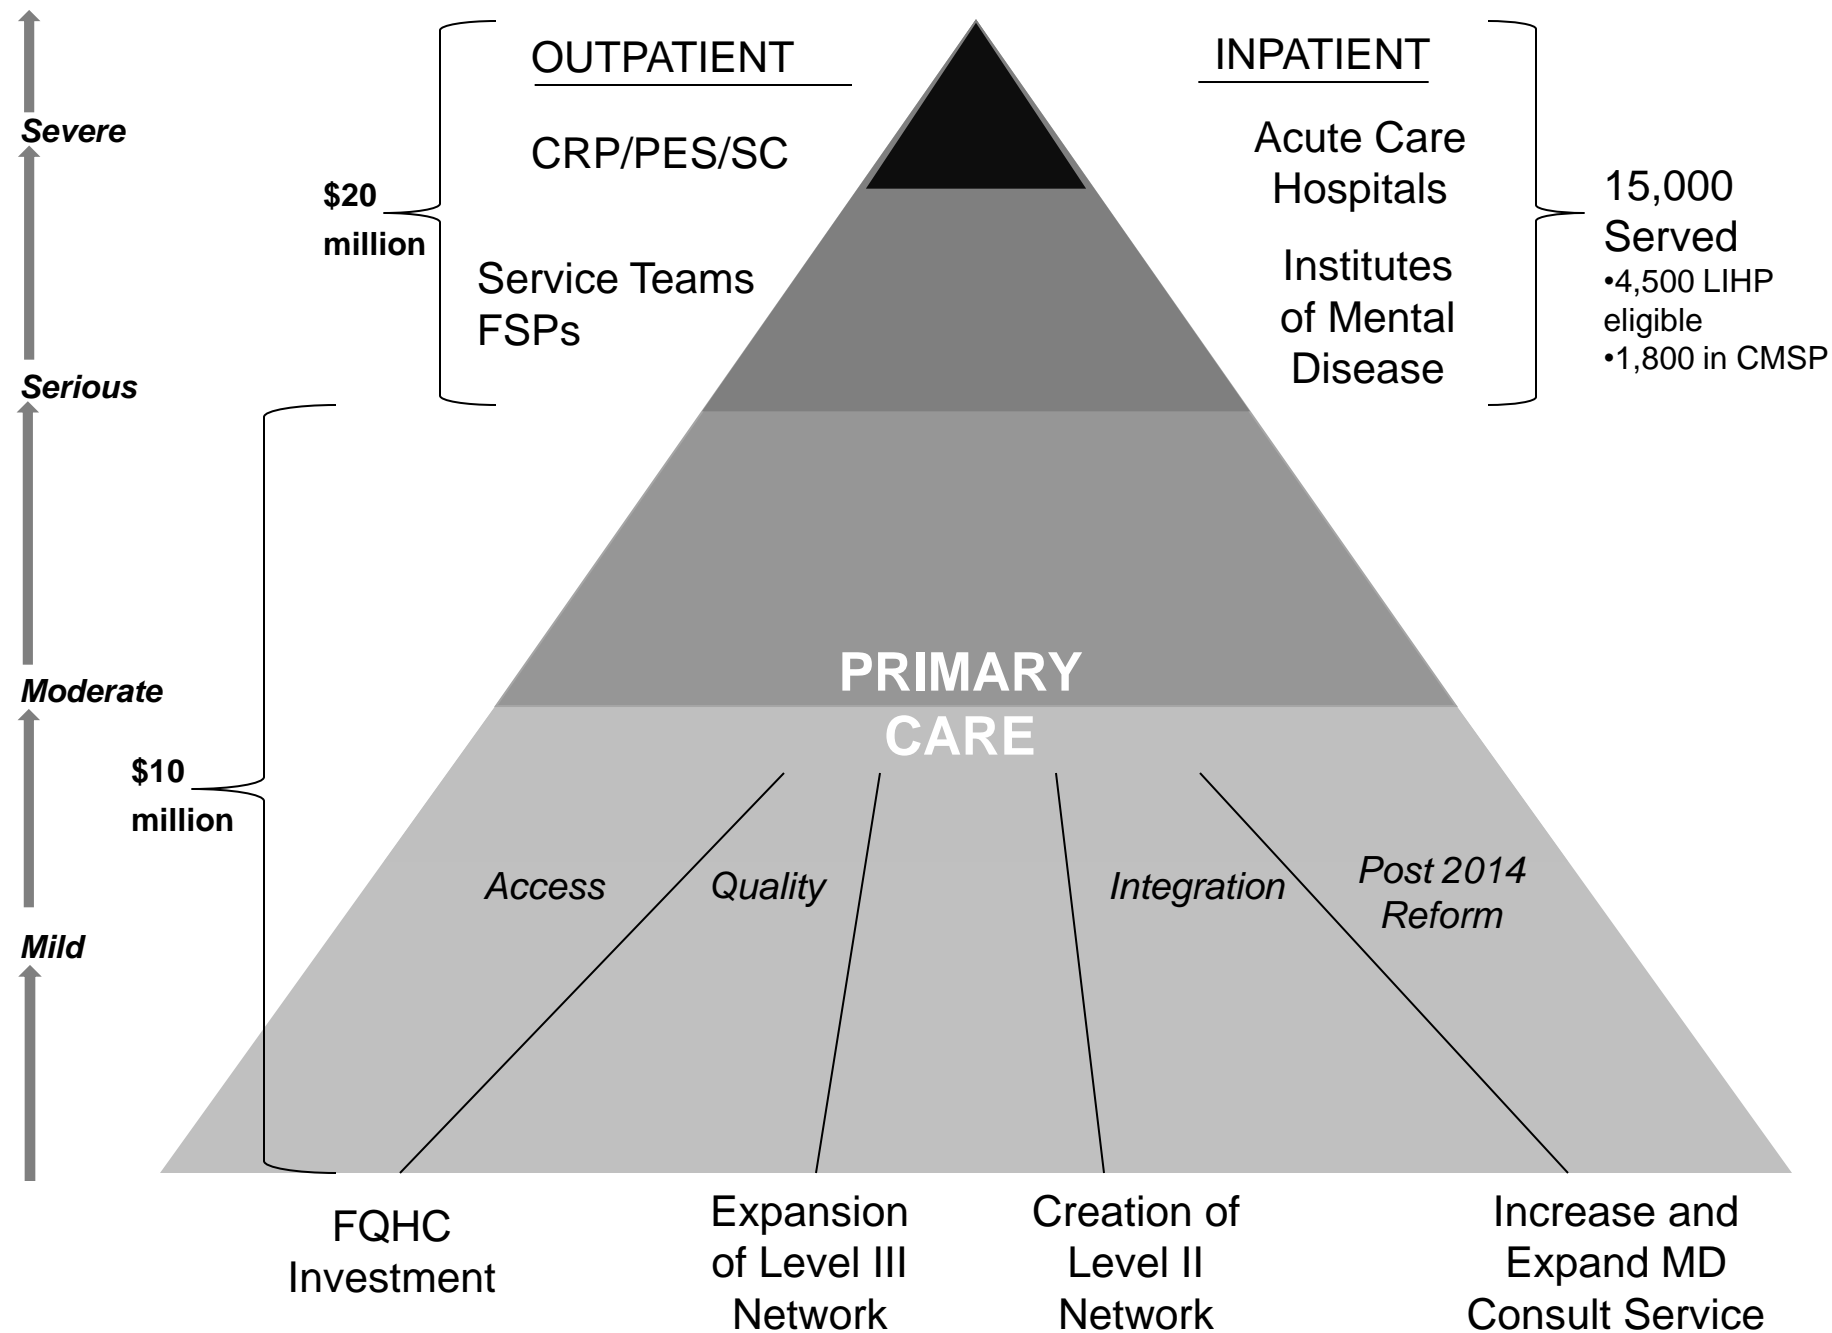 OUTPATIENT
INPATIENT
Severe
CRP/PES/SC
Acute Care
Hospitals
$20
million
15,000
Served
•4,500 LIHP
eligible
•1,800 in CMSP
Service Teams
FSPs
Institutes
of Mental
Disease
Serious
PRIMARY
CARE
Moderate
$10
million
Access
Quality
Integration
Post 2014
Reform
Mild
FQHC
Investment
Expansion
of Level III
Network
Creation of
Level II
Network
Increase and
Expand MD
Consult Service